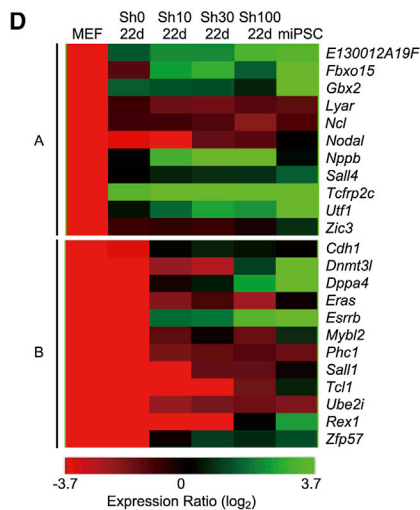 D
Sh0 Sh10 Sh30 Sh100
MEF 22d 22d 22d 22d miPSC
A
E130012A19F
Fbxo15
Gbx2
Lyar
Ncl
Nodal
Nppb
Sall4
Tcfrp2c
Utf1
Zic3
B
Cdh1
Dnmt3l
Dppa4
Eras
Esrrb
Mybl2
Phc1
Sall1
Tcl1
Ube2i
Rex1
Zfp57
-3.7 0 3.7
Expression Ratio (log2)